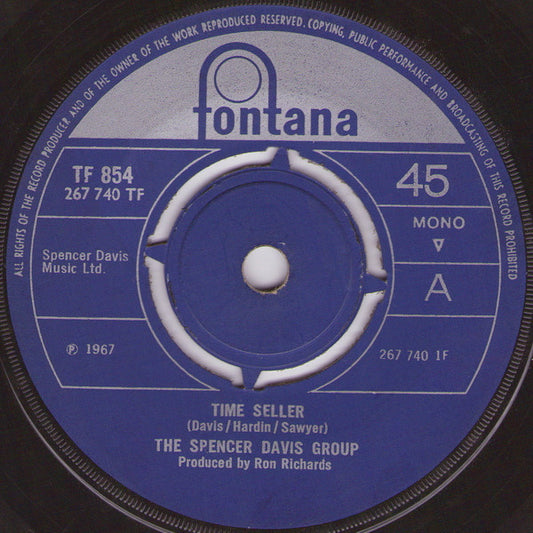 ALL RIGHTS OF THE RECORD PRODUCER AND OF THE OWNER OF THE WORK REPRODUCED RESERVED. COPYING, PUBLIC PERFORMANCE AND BROADCASTING OF THIS RECORD PROHIBITED
fontana
TF 854
267 740 TF
45
MONO
A
Spencer Davis
Music Ltd.
℗ 1967
267 740 1F
TIME SELLER
(Davis/Hardin/Sawyer)
THE SPENCER DAVIS GROUP
Produced by Ron Richards